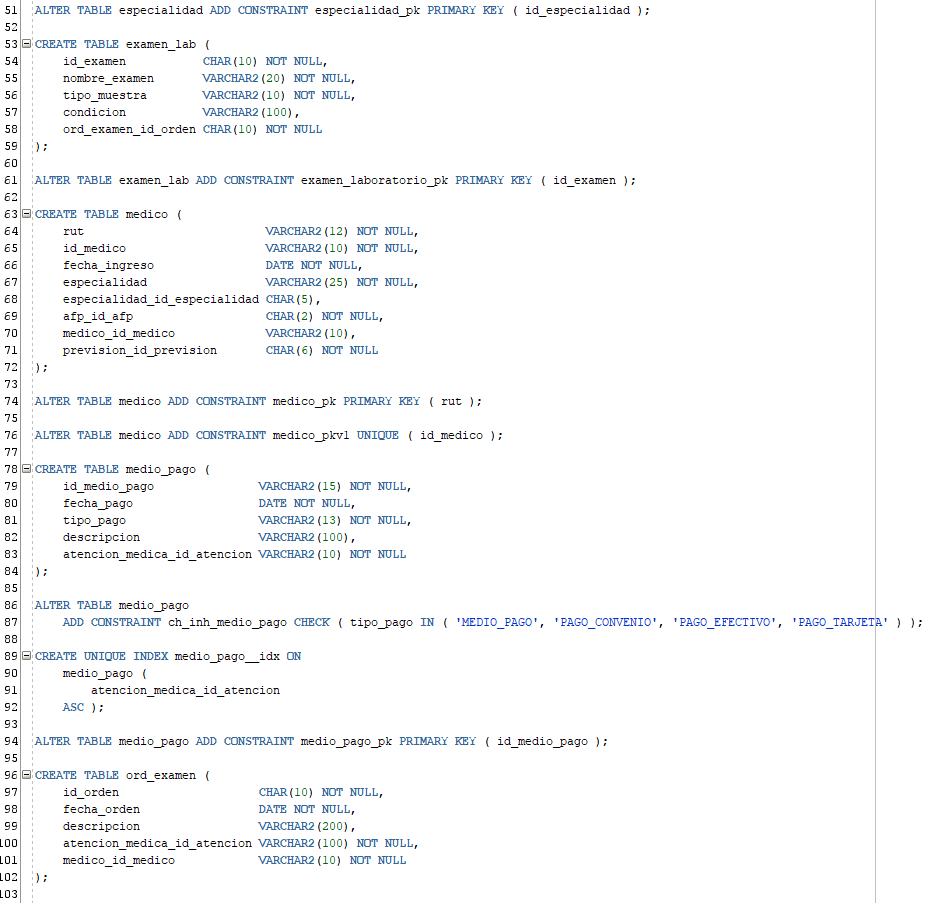 51 ALTER TABLE especialidad ADD CONSTRAINT especialidad_pk PRIMARY KEY ( id_especialidad );
52
53 CREATE TABLE examen_lab (
54     id_examen           CHAR(10) NOT NULL,
55     nombre_examen       VARCHAR2(20) NOT NULL,
56     tipo_muestra        VARCHAR2(10) NOT NULL,
57     condicion           VARCHAR2(100),
58     ord_examen_id_orden CHAR(10) NOT NULL
59 );
60
61 ALTER TABLE examen_lab ADD CONSTRAINT examen_laboratorio_pk PRIMARY KEY ( id_examen );
62
63 CREATE TABLE medico (
64     rut                          VARCHAR2(12) NOT NULL,
65     id_medico                    VARCHAR2(10) NOT NULL,
66     fecha_ingreso                DATE NOT NULL,
67     especialidad                 VARCHAR2(25) NOT NULL,
68     especialidad_id_especialidad CHAR(5),
69     afp_id_afp                   CHAR(2) NOT NULL,
70     medico_id_medico             VARCHAR2(10),
71     prevision_id_prevision       CHAR(6) NOT NULL
72 );
73
74 ALTER TABLE medico ADD CONSTRAINT medico_pk PRIMARY KEY ( rut );
75
76 ALTER TABLE medico ADD CONSTRAINT medico_pkv1 UNIQUE ( id_medico );
77
78 CREATE TABLE medio_pago (
79     id_medio_pago               VARCHAR2(15) NOT NULL,
80     fecha_pago                  DATE NOT NULL,
81     tipo_pago                   VARCHAR2(13) NOT NULL,
82     descripcion                 VARCHAR2(100),
83     atencion_medica_id_atencion VARCHAR2(10) NOT NULL
84 );
85
86 ALTER TABLE medio_pago
87     ADD CONSTRAINT ch_inh_medio_pago CHECK ( tipo_pago IN ( 'MEDIO_PAGO', 'PAGO_CONVENIO', 'PAGO_EFECTIVO', 'PAGO_TARJETA' ) );
88
89 CREATE UNIQUE INDEX medio_pago__idx ON
90     medio_pago (
91         atencion_medica_id_atencion
92     ASC );
93
94 ALTER TABLE medio_pago ADD CONSTRAINT medio_pago_pk PRIMARY KEY ( id_medio_pago );
95
96 CREATE TABLE ord_examen (
97     id_orden                    CHAR(10) NOT NULL,
98     fecha_orden                 DATE NOT NULL,
99     descripcion                 VARCHAR2(200),
100     atencion_medica_id_atencion VARCHAR2(100) NOT NULL,
101     medico_id_medico            VARCHAR2(10) NOT NULL
102 );
103